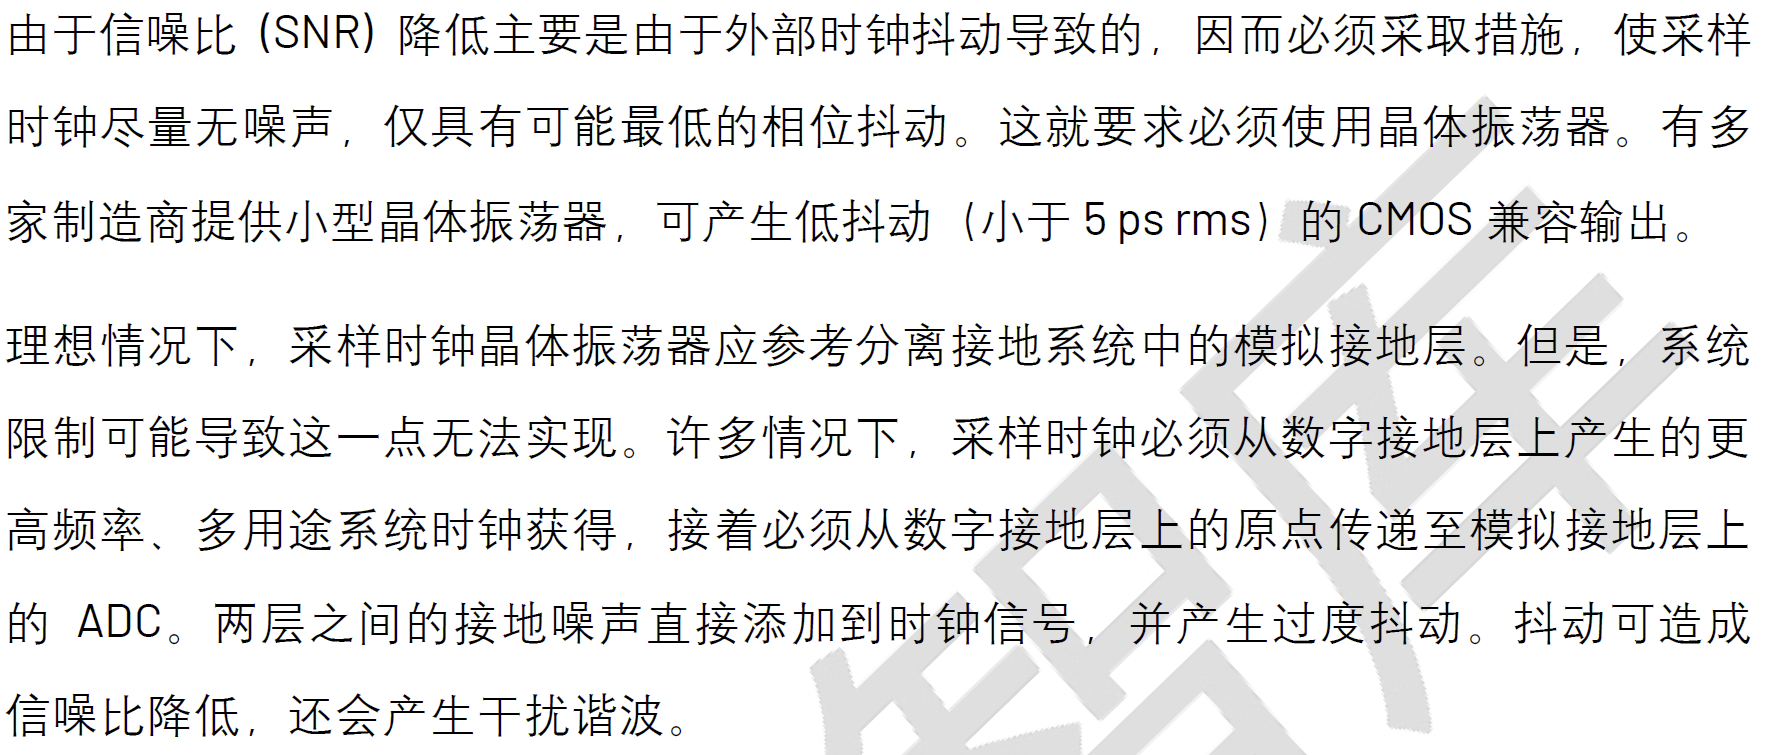 由于信噪比 (SNR) 降低主要是由于外部时钟抖动导致的，因而必须采取措施，使采样
时钟尽量无噪声，仅具有可能最低的相位抖动。这就要求必须使用晶体振荡器。有多
家制造商提供小型晶体振荡器，可产生低抖动（小于 5 ps rms）的 CMOS 兼容输出。
理想情况下，采样时钟晶体振荡器应参考分离接地系统中的模拟接地层。但是，系统
限制可能导致这一点无法实现。许多情况下，采样时钟必须从数字接地层上产生的更
高频率、多用途系统时钟获得，接着必须从数字接地层上的原点传递至模拟接地层上
的 ADC。两层之间的接地噪声直接添加到时钟信号，并产生过度抖动。抖动可造成
信噪比降低，还会产生干扰谐波。
智库